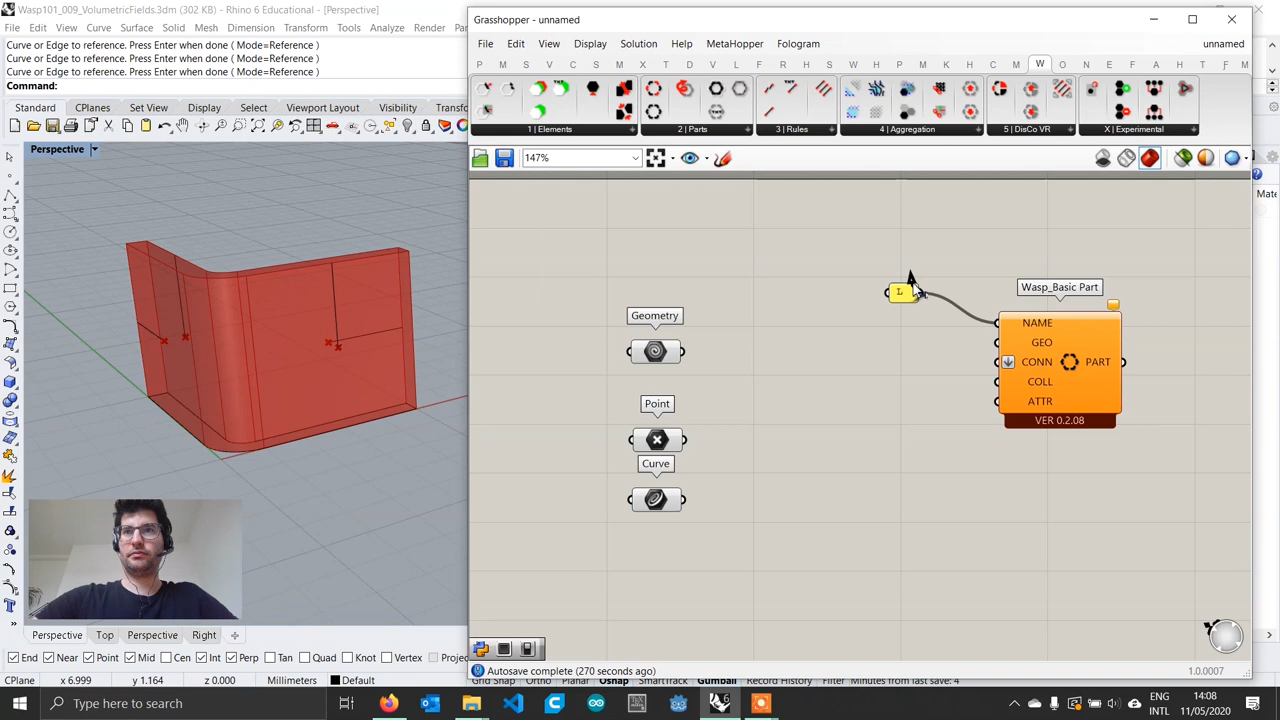 Wasp101_009_VolumetricFields.3dm (302 KB) - Rhino 6 Educational - [Perspective]
File Edit View Curve Surface Solid Mesh Dimension Transform Tools Analyze Render Panels
Curve or Edge to reference. Press Enter when done ( Mode=Reference )
Curve or Edge to reference. Press Enter when done ( Mode=Reference )
Curve or Edge to reference. Press Enter when done ( Mode=Reference )
Command:
Standard CPlanes Set View Display Select Viewport Layout Visibility
Perspective
Perspective Top Perspective Right
End Near Point Mid Cen Int Perp Tan Quad Knot Vertex
CPlane x 6.999 y 1.164 z 0.000 Millimeters Default Grid Snap Ortho Planar Osnap SmartTrack Gumball Record History Filter Minutes from last save: 4
Grasshopper - unnamed
File Edit View Display Solution Help MetaHopper Fologram unnamed
P M S V C S M X T D V L F R H S W H P M K H C M W O D N E R C H F M
1 | Elements 2 | Parts 3 | Rules 4 | Aggregation 5 | DisCo VR X | Experimental
147%
L
Wasp_Basic Part
NAME
GEO
CONN PART
COLL
ATTR
VER 0.2.08
Geometry
Point
Curve
Autosave complete (270 seconds ago) 1.0.0007
Type here to search
ENG
INTL
14:08
11/05/2020